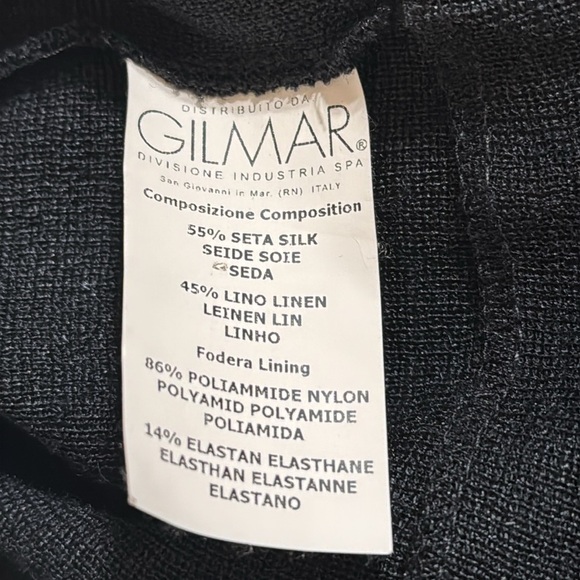 DISTRIBUITO DA
GILMAR®
DIVISIONE INDUSTRIA SPA
San Giovanni in Mar. (RN) ITALY
Composizione Composition
55% SETA SILK
SEIDE SOIE
SEDA
45% LINO LINEN
LEINEN LIN
LINHO
Fodera Lining
86% POLIAMMIDE NYLON
POLYAMID POLYAMIDE
POLIAMIDA
14% ELASTAN ELASTHANE
ELASTHAN ELASTANNE
ELASTANO